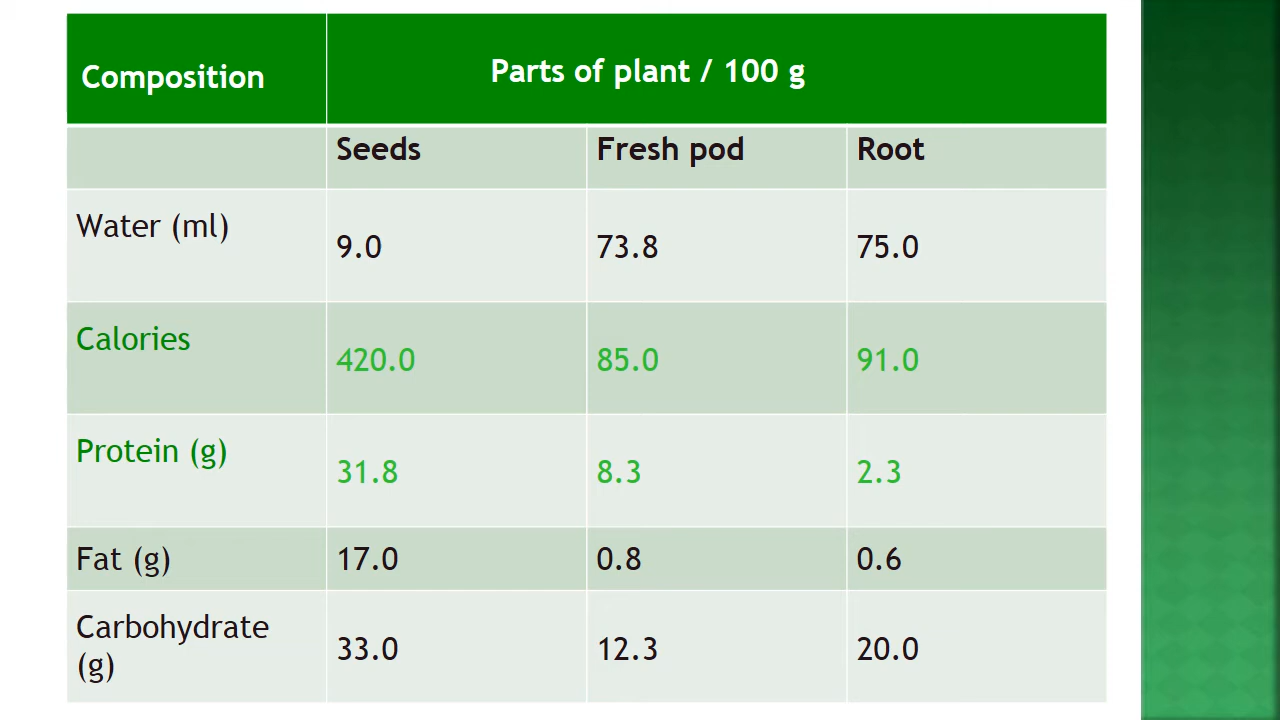 Composition Parts of plant / 100 g
Seeds Fresh pod Root
Water (ml) 9.0 73.8 75.0
Calories 420.0 85.0 91.0
Protein (g) 31.8 8.3 2.3
Fat (g) 17.0 0.8 0.6
Carbohydrate
(g) 33.0 12.3 20.0